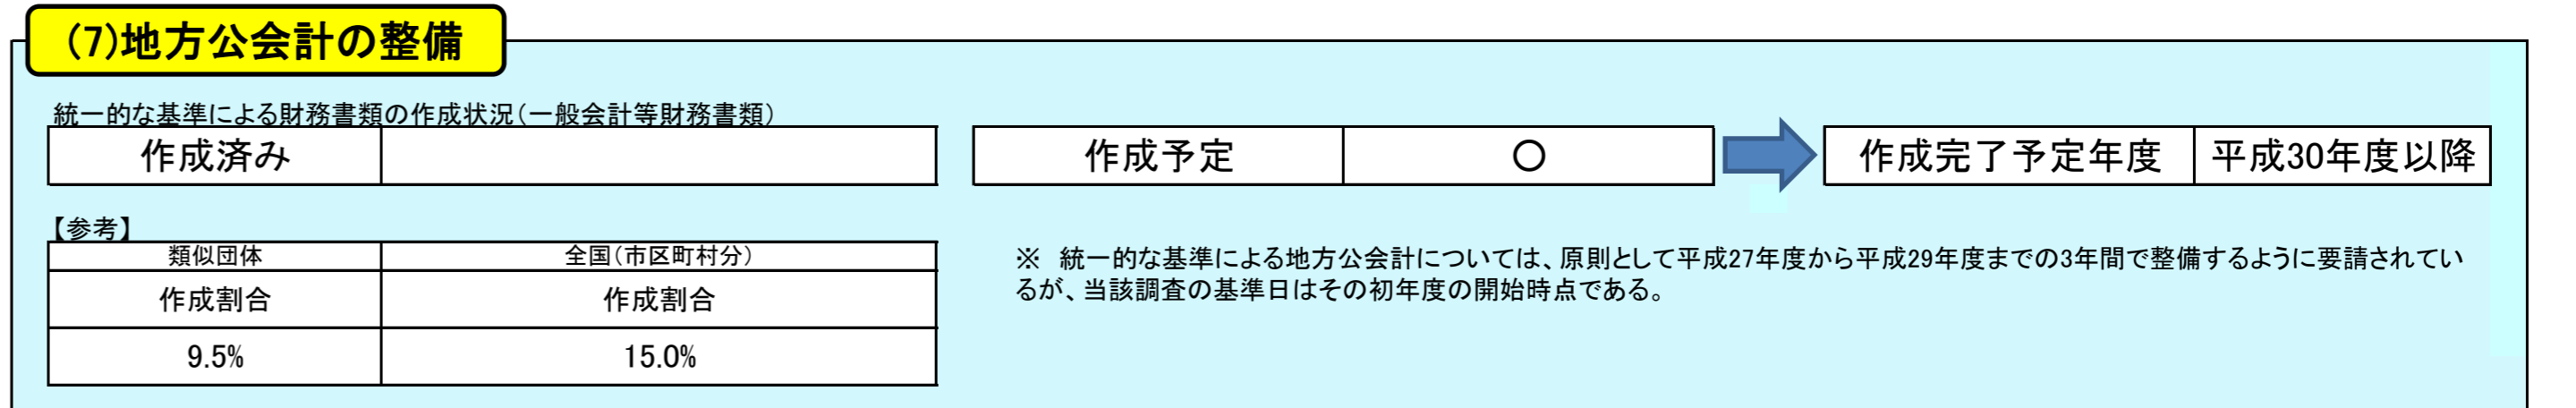 (7)地方公会計の整備
統一的な基準による財務書類の作成状況(一般会計等財務書類)
作成済み
作成予定 ○
作成完了予定年度 平成30年度以降
【参考】
類似団体 全国(市区町村分)
作成割合 作成割合
9.5% 15.0%
※ 統一的な基準による地方公会計については、原則として平成27年度から平成29年度までの3年間で整備するように要請されてい
るが、当該調査の基準日はその初年度の開始時点である。